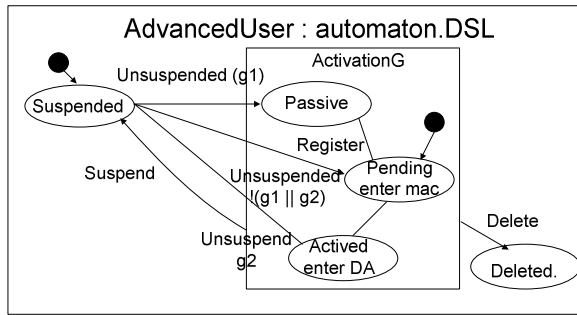 AdvancedUser : automaton.DSL
ActivationG
Unsuspended (g1)
Passive
Suspended
Register
Pending
enter mac
Suspend
Unsuspended
!(g1 || g2)
Delete
Unsuspend
g2
Actived
enter DA
Deleted.